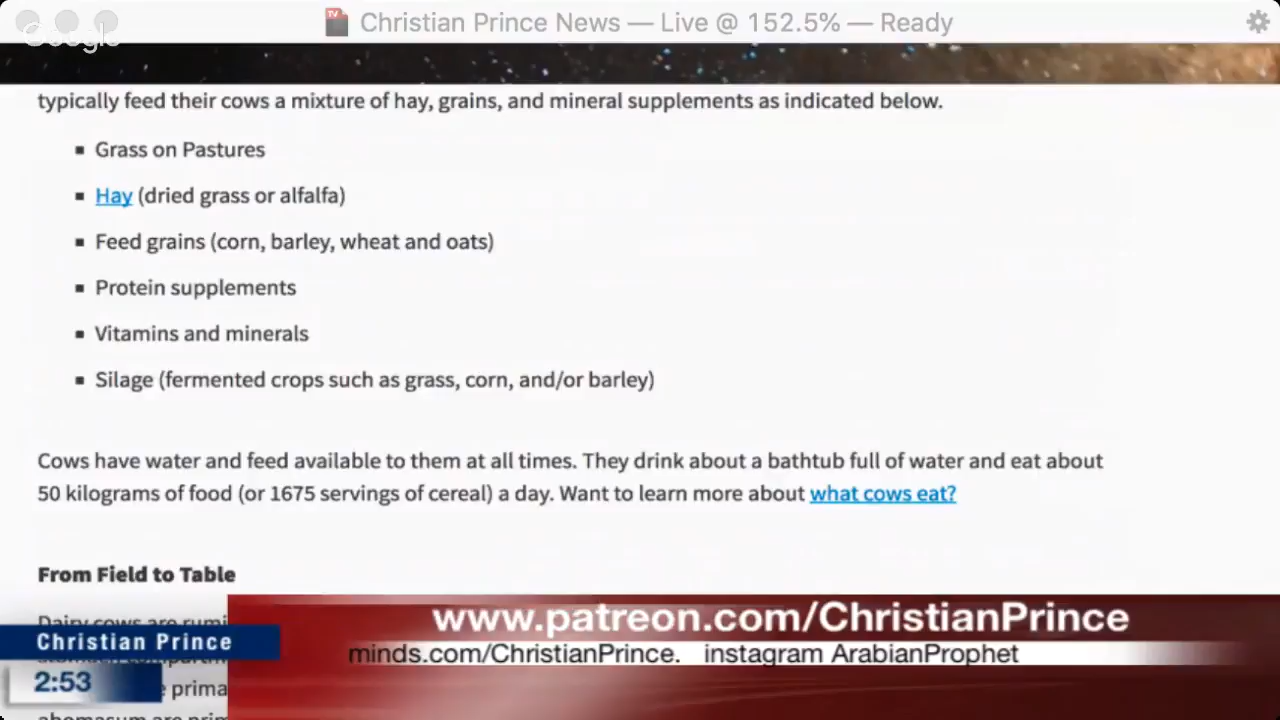 Christian Prince News — Live @ 152.5% — Ready
Google
typically feed their cows a mixture of hay, grains, and mineral supplements as indicated below.
Grass on Pastures
Hay (dried grass or alfalfa)
Feed grains (corn, barley, wheat and oats)
Protein supplements
Vitamins and minerals
Silage (fermented crops such as grass, corn, and/or barley)
Cows have water and feed available to them at all times. They drink about a bathtub full of water and eat about
50 kilograms of food (or 1675 servings of cereal) a day. Want to learn more about what cows eat?
From Field to Table
Dairy cows are
www.patreon.com/ChristianPrince
Christian Prince
minds.com/ChristianPrince. instagram ArabianProphet
2:53